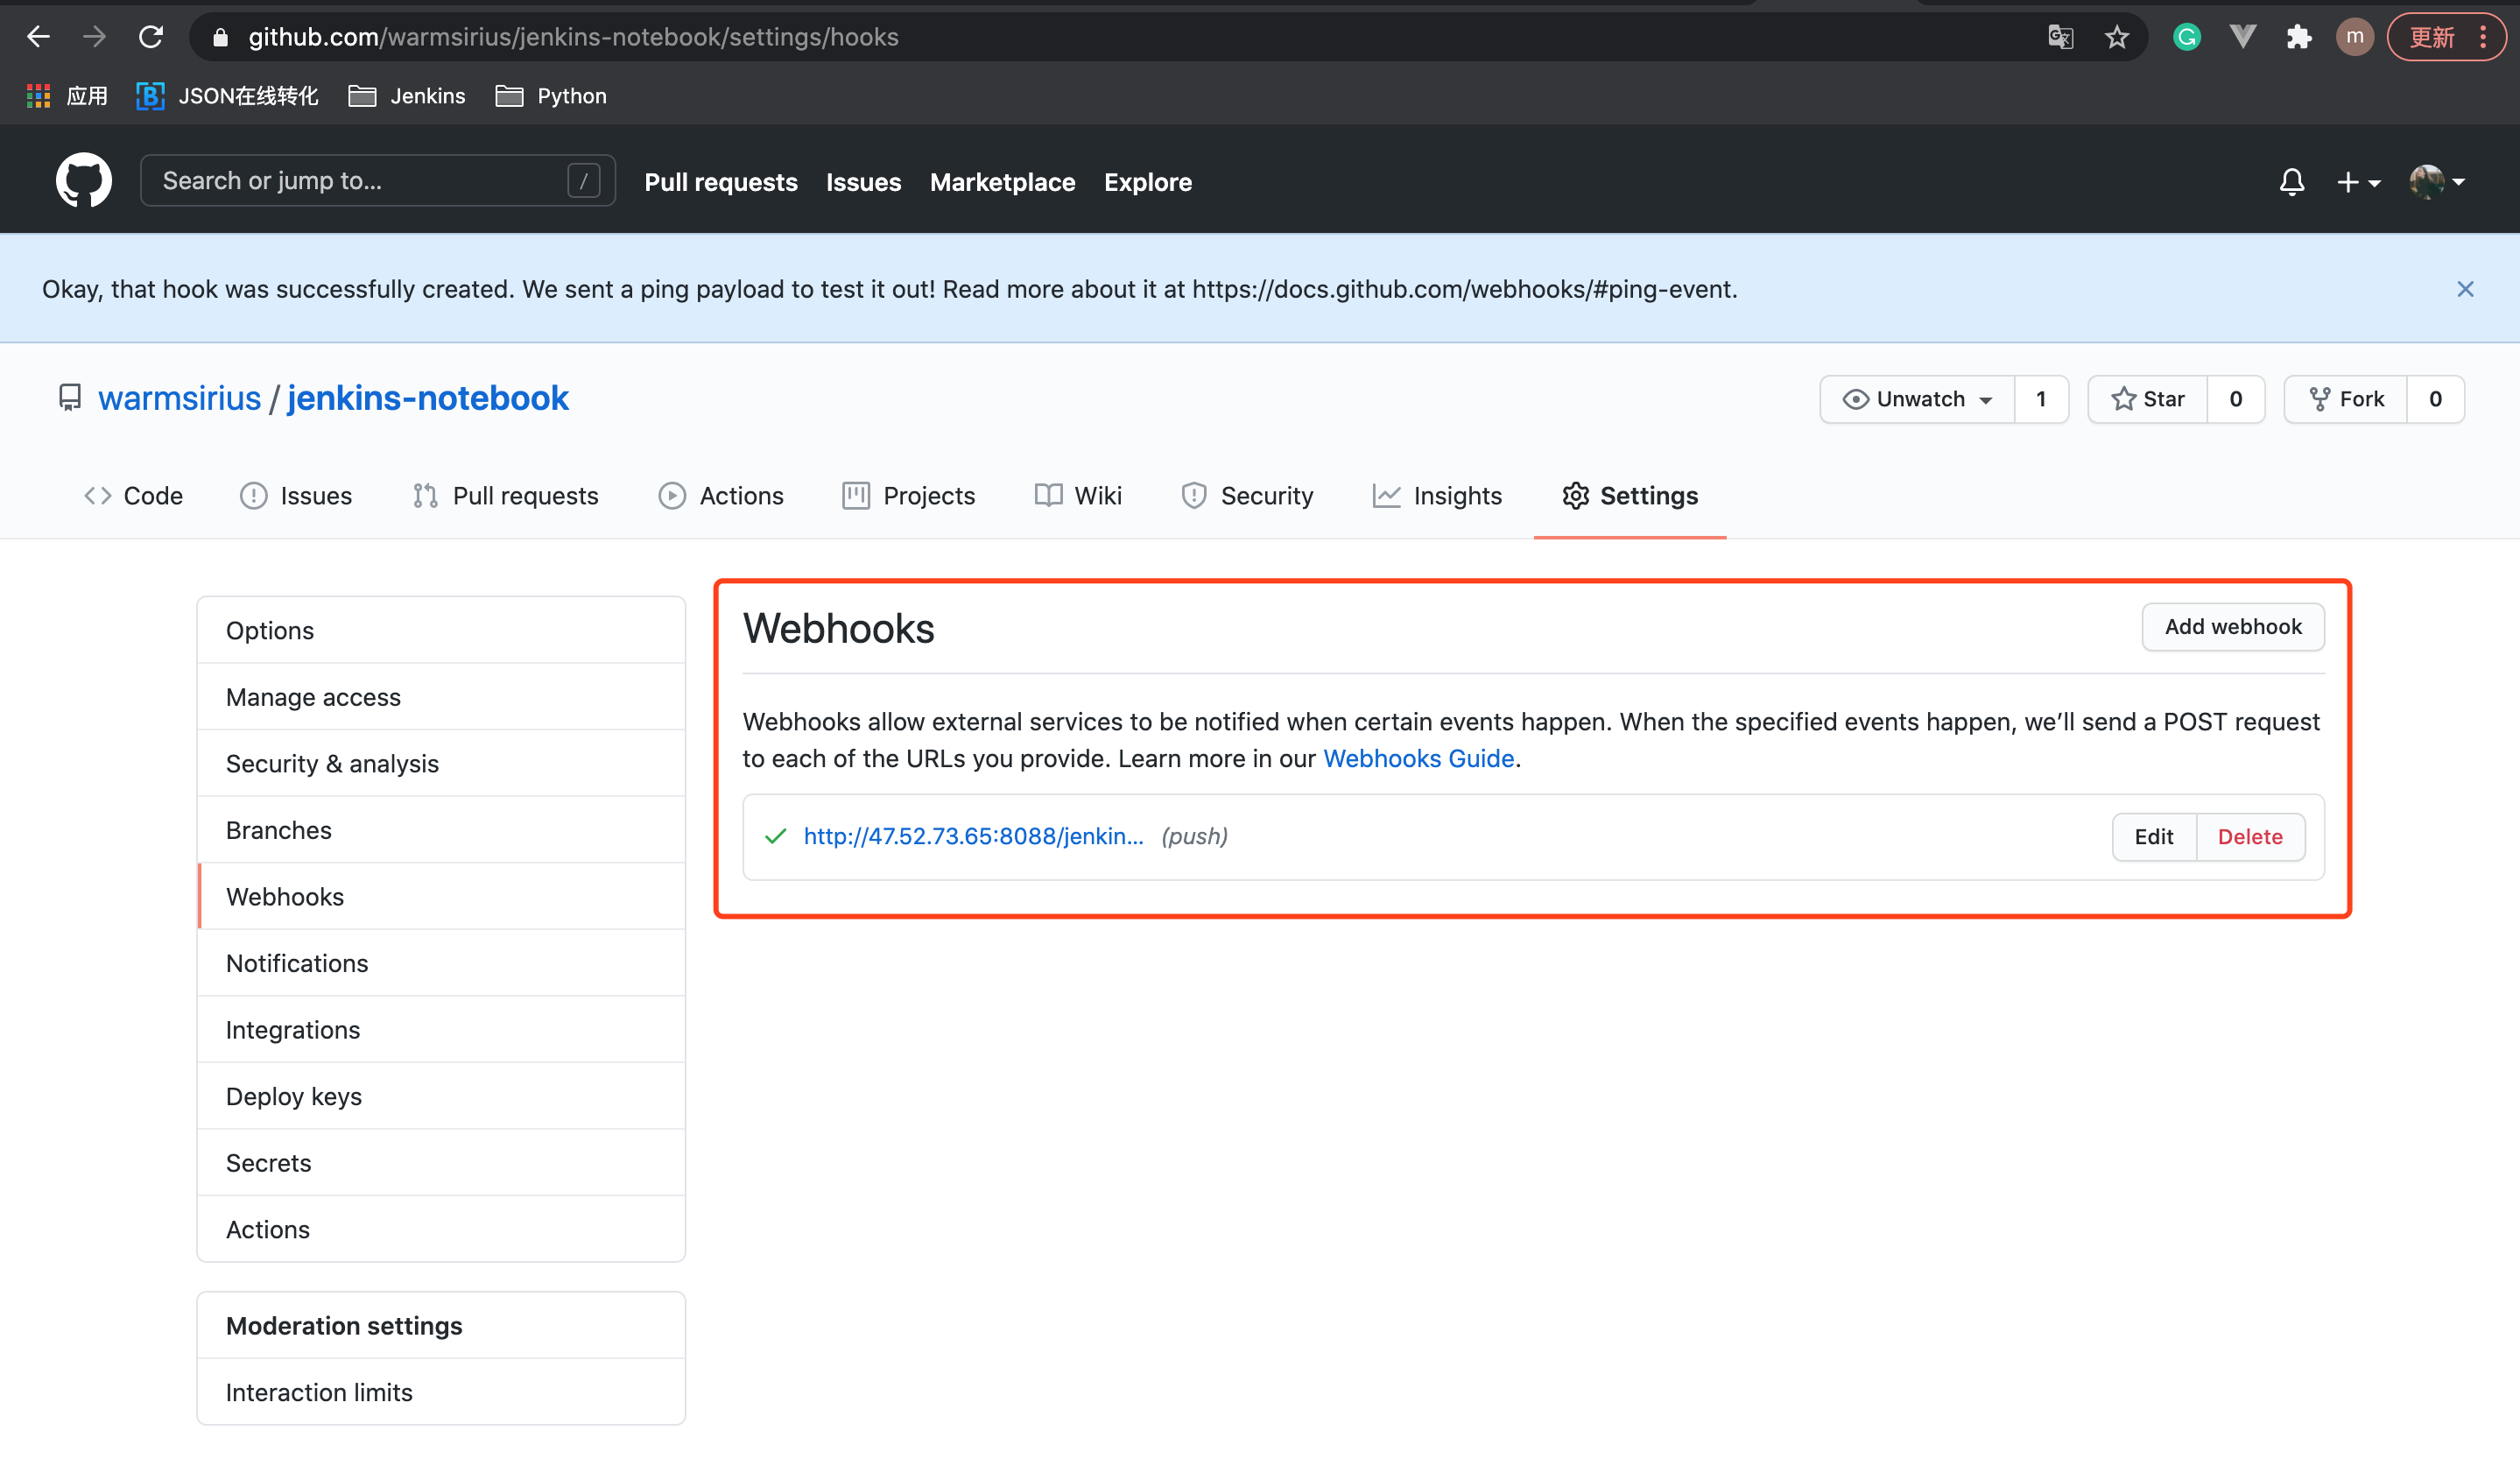 github.com/warmsirius/jenkins-notebook/settings/hooks
m
更新
应用
JSON在线转化
Jenkins
Python
Search or jump to...
/
Pull requests
Issues
Marketplace
Explore
Okay, that hook was successfully created. We sent a ping payload to test it out! Read more about it at https://docs.github.com/webhooks/#ping-event.
warmsirius / jenkins-notebook
Unwatch 1
Star 0
Fork 0
Code
Issues
Pull requests
Actions
Projects
Wiki
Security
Insights
Settings
Options
Manage access
Security & analysis
Branches
Webhooks
Notifications
Integrations
Deploy keys
Secrets
Actions
Moderation settings
Interaction limits
Webhooks
Add webhook
Webhooks allow external services to be notified when certain events happen. When the specified events happen, we’ll send a POST request
to each of the URLs you provide. Learn more in our Webhooks Guide.
http://47.52.73.65:8088/jenkin... (push)
Edit
Delete